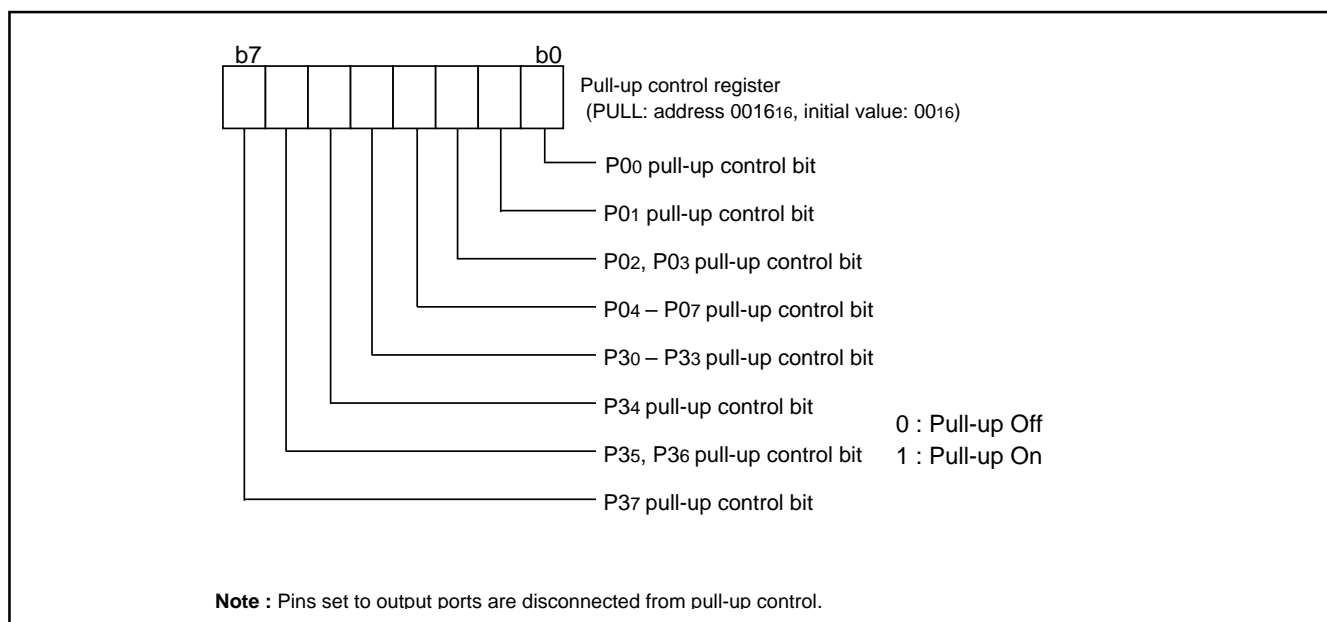 b7 b0
Pull-up control register
(PULL: address 001616, initial value: 0016)
P00 pull-up control bit
P01 pull-up control bit
P02, P03 pull-up control bit
P04 – P07 pull-up control bit
P30 – P33 pull-up control bit
P34 pull-up control bit
P35, P36 pull-up control bit
P37 pull-up control bit
0 : Pull-up Off
1 : Pull-up On
Note : Pins set to output ports are disconnected from pull-up control.